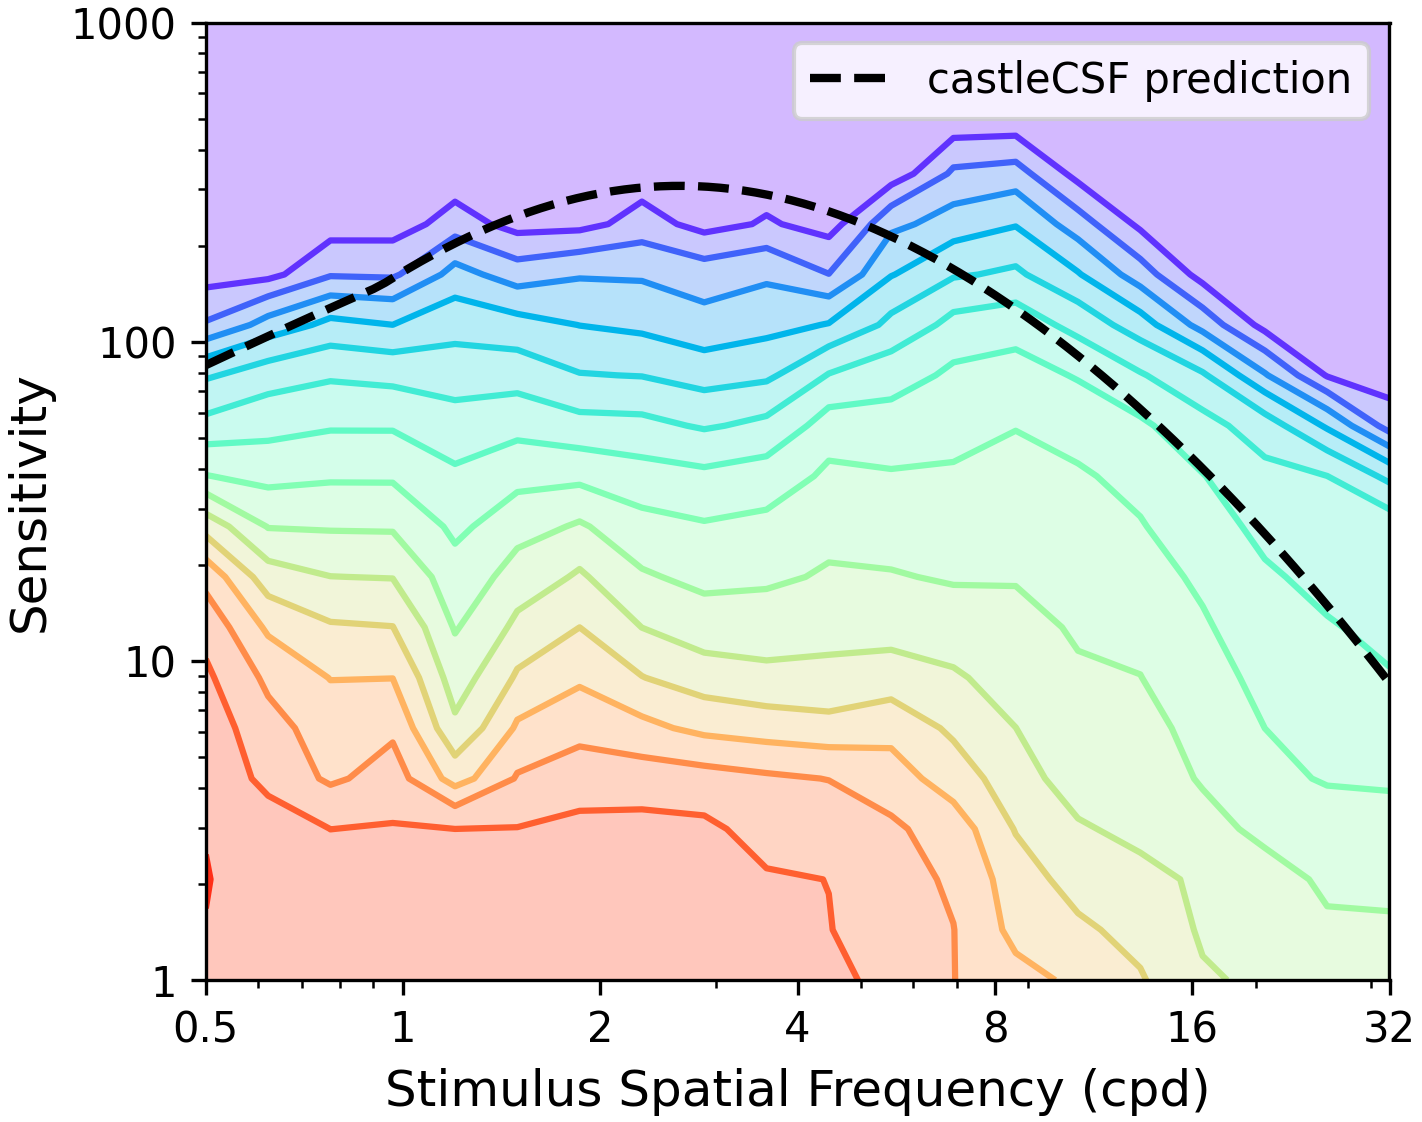 1000
100
10
1
Sensitivity
castleCSF prediction
0.5 1 2 4 8 16 32
Stimulus Spatial Frequency (cpd)